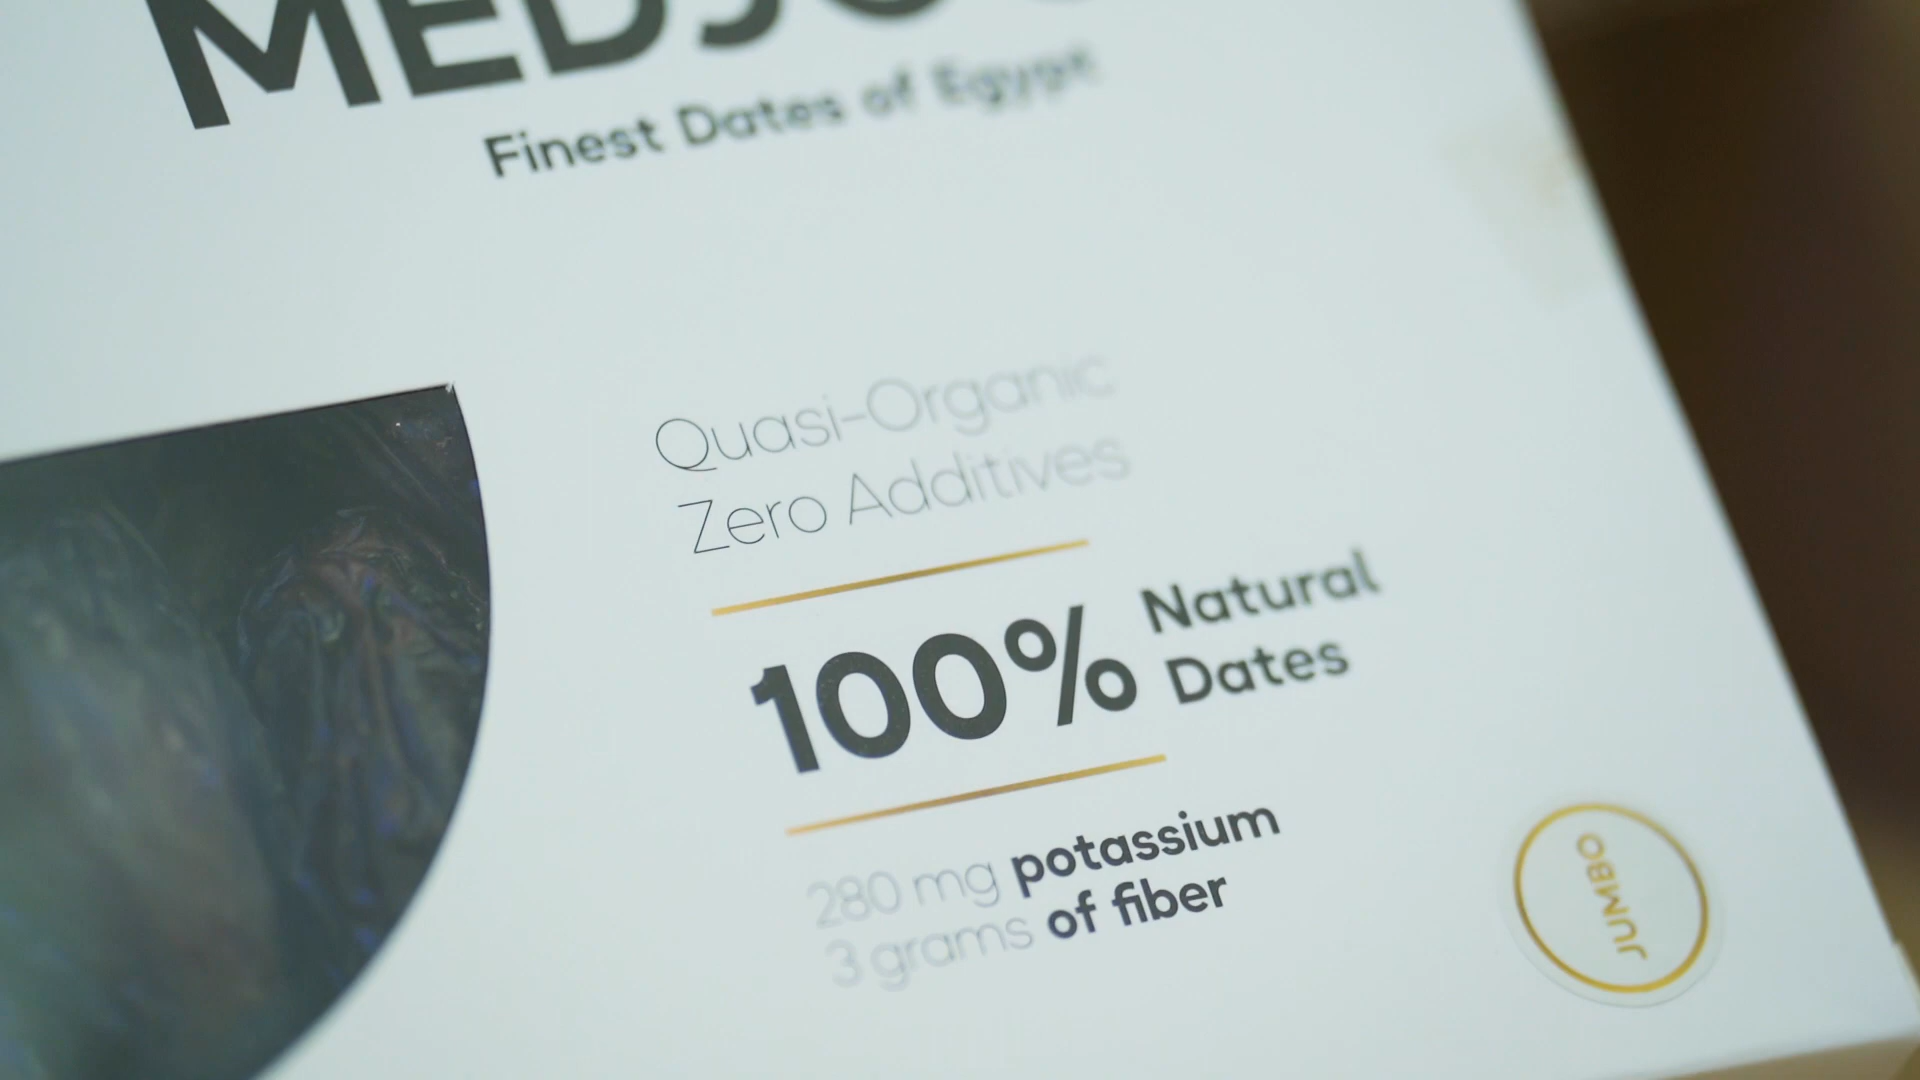 MEDJO
Finest Dates of Egypt
Quasi-Organic
Zero Additives
100% Natural
Dates
280 mg potassium
3 grams of fiber
JUMBO